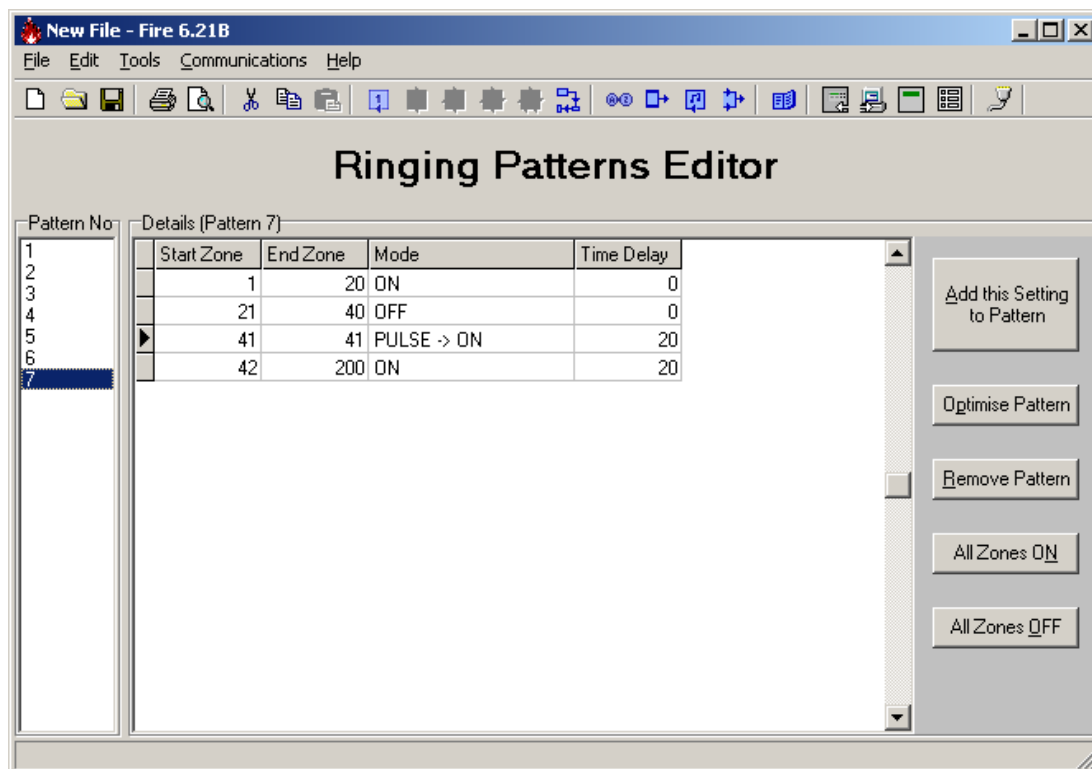 New File - Fire 6.21B
File Edit Tools Communications Help
Ringing Patterns Editor
Pattern No
1
2
3
4
5
6
7
Details (Pattern 7)
Start Zone End Zone Mode Time Delay
1 20 ON 0
21 40 OFF 0
41 41 PULSE -> ON 20
42 200 ON 20
Add this Setting
to Pattern
Optimise Pattern
Remove Pattern
All Zones ON
All Zones OFF